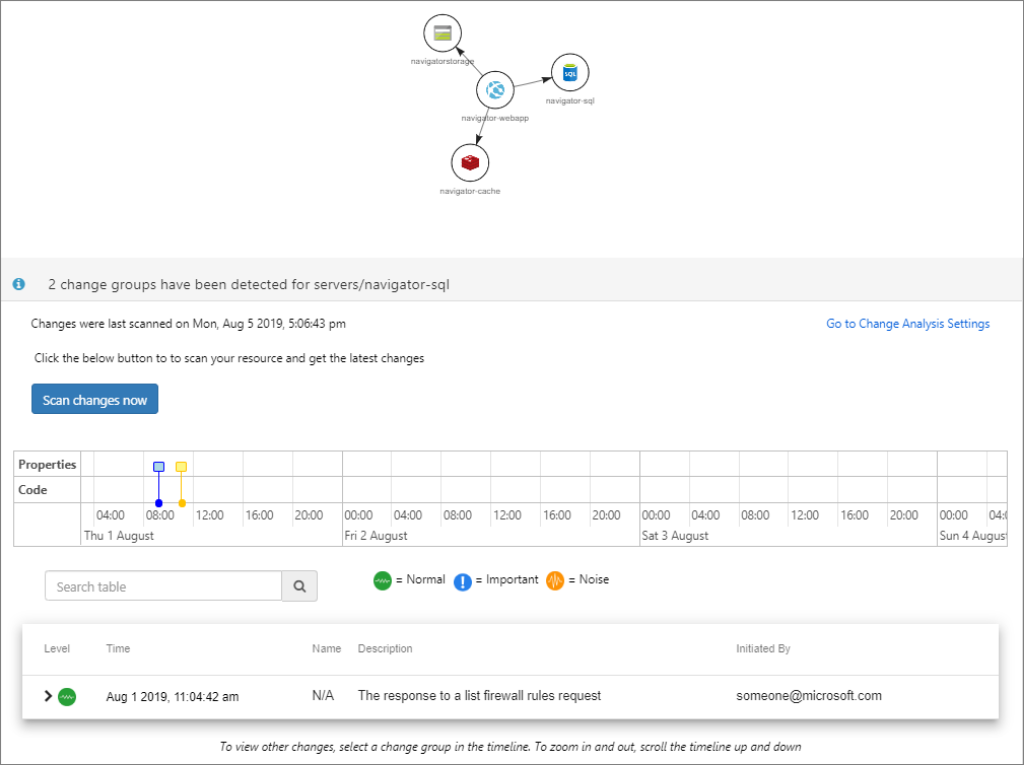 navigatorstorage
navigator-sql
navigator-webapp
navigator-cache
2 change groups have been detected for servers/navigator-sql
Changes were last scanned on Mon, Aug 5 2019, 5:06:43 pm
Go to Change Analysis Settings
Click the below button to to scan your resource and get the latest changes
Scan changes now
Properties
Code
04:00 08:00 12:00 16:00 20:00 00:00 04:00 08:00 12:00 16:00 20:00 00:00 04:00 08:00 12:00 16:00 20:00 00:00 04:0
Thu 1 August Fri 2 August Sat 3 August Sun 4 August
Search table
= Normal = Important = Noise
Level Time Name Description Initiated By
Aug 1 2019, 11:04:42 am N/A The response to a list firewall rules request someone@microsoft.com
To view other changes, select a change group in the timeline. To zoom in and out, scroll the timeline up and down